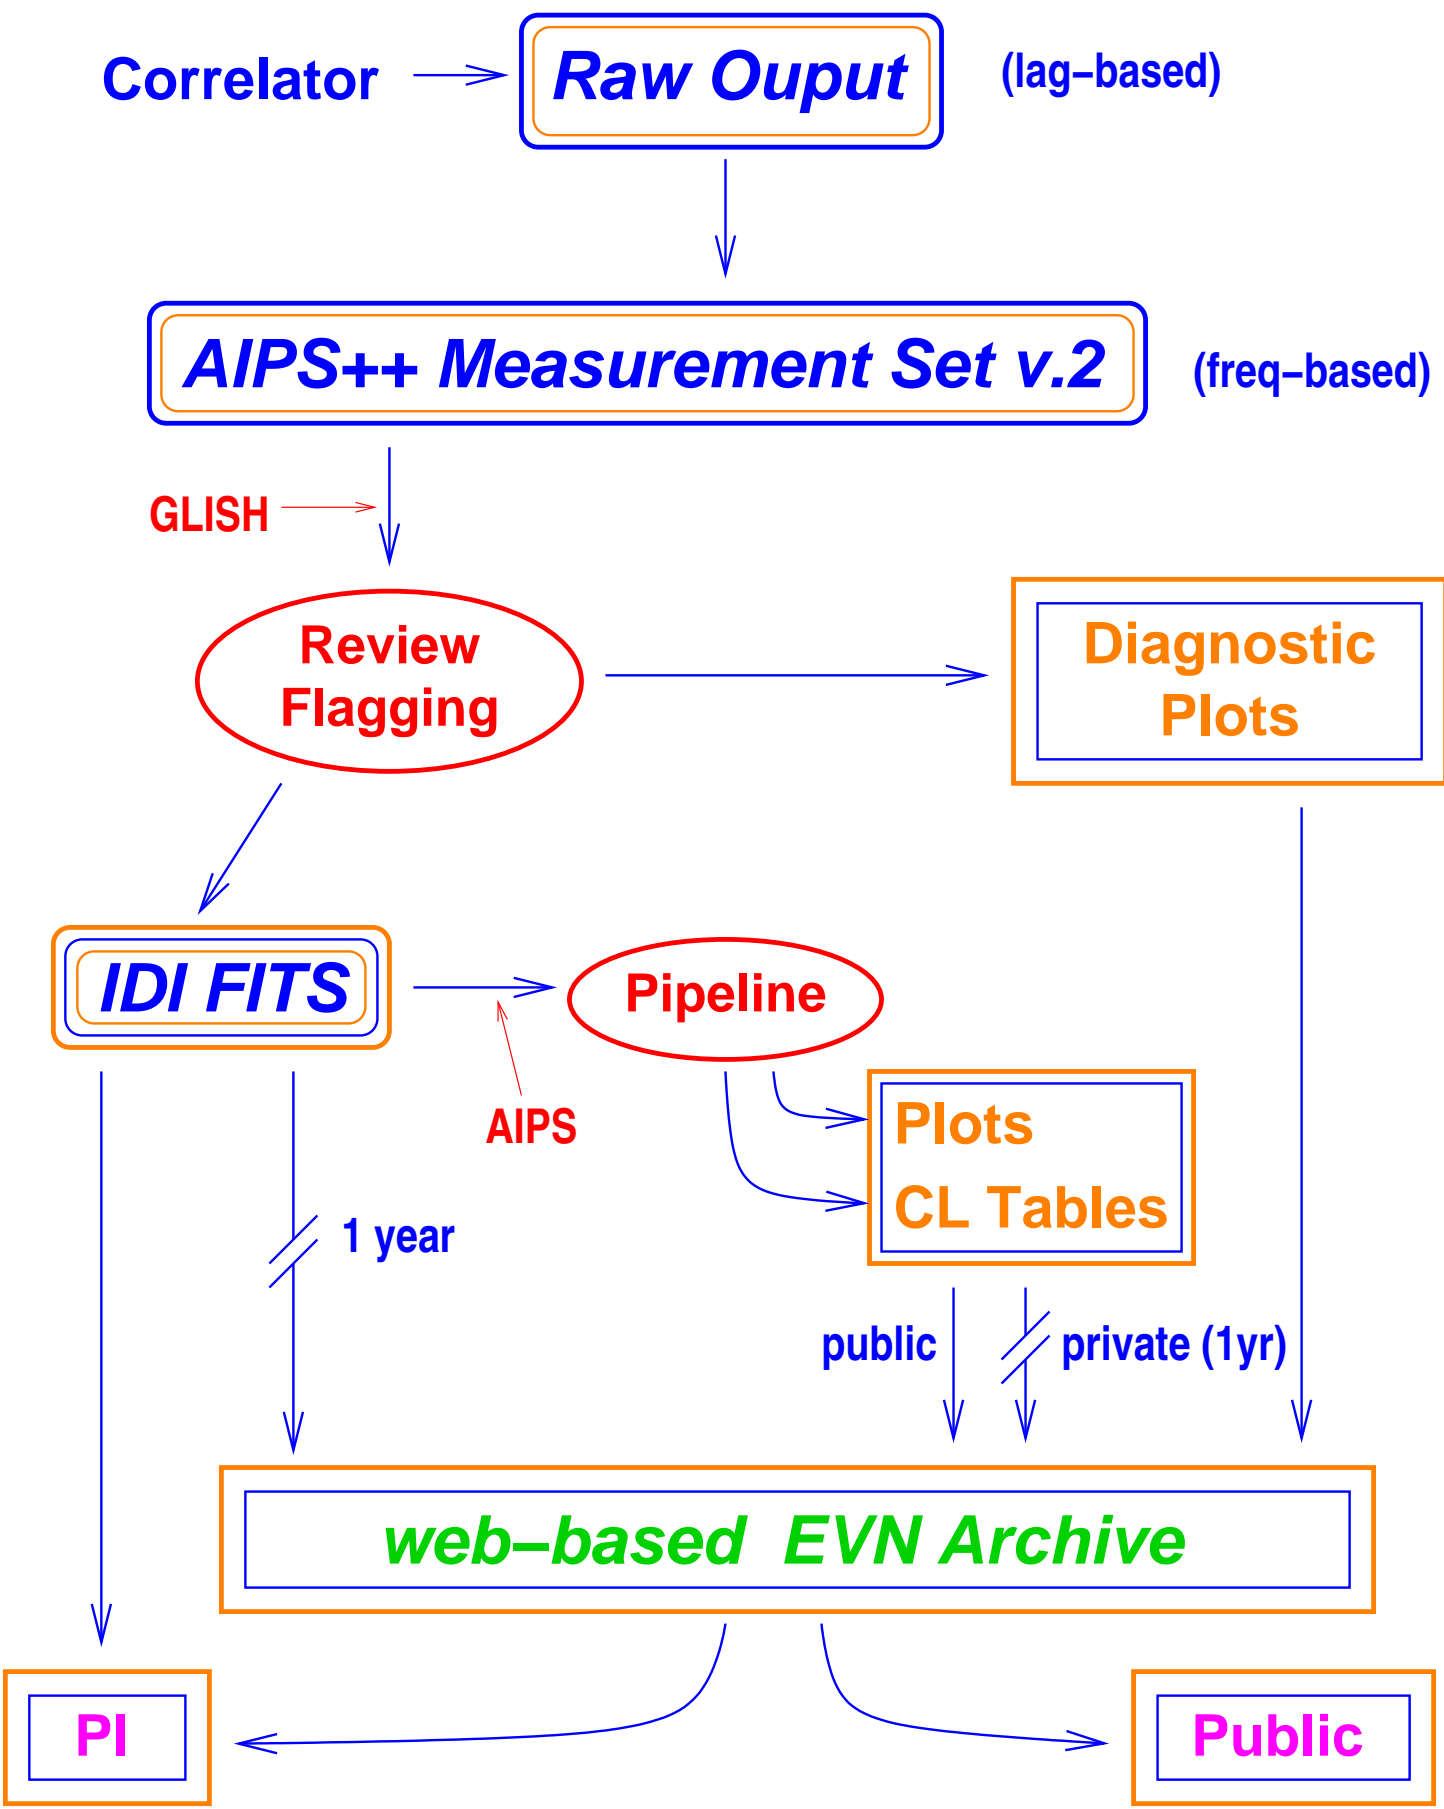 Correlator
Raw Ouput
(lag–based)
AIPS++ Measurement Set v.2
(freq–based)
GLISH
Review
Flagging
Diagnostic
Plots
IDI FITS
Pipeline
AIPS
Plots
CL Tables
1 year
public
private (1yr)
web–based EVN Archive
PI
Public